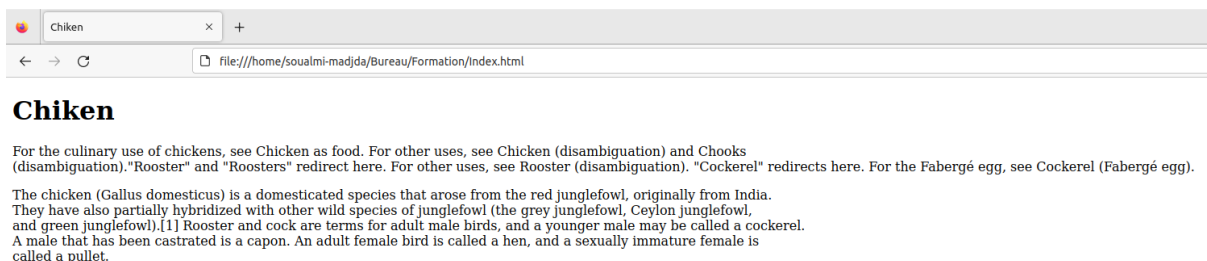 Chiken
file:///home/soualmi-madjda/Bureau/Formation/Index.html
Chiken
For the culinary use of chickens, see Chicken as food. For other uses, see Chicken (disambiguation) and Chooks
(disambiguation)."Rooster" and "Roosters" redirect here. For other uses, see Rooster (disambiguation). "Cockerel" redirects here. For the Fabergé egg, see Cockerel (Fabergé egg).
The chicken (Gallus domesticus) is a domesticated species that arose from the red junglefowl, originally from India.
They have also partially hybridized with other wild species of junglefowl (the grey junglefowl, Ceylon junglefowl,
and green junglefowl).[1] Rooster and cock are terms for adult male birds, and a younger male may be called a cockerel.
A male that has been castrated is a capon. An adult female bird is called a hen, and a sexually immature female is
called a pullet.